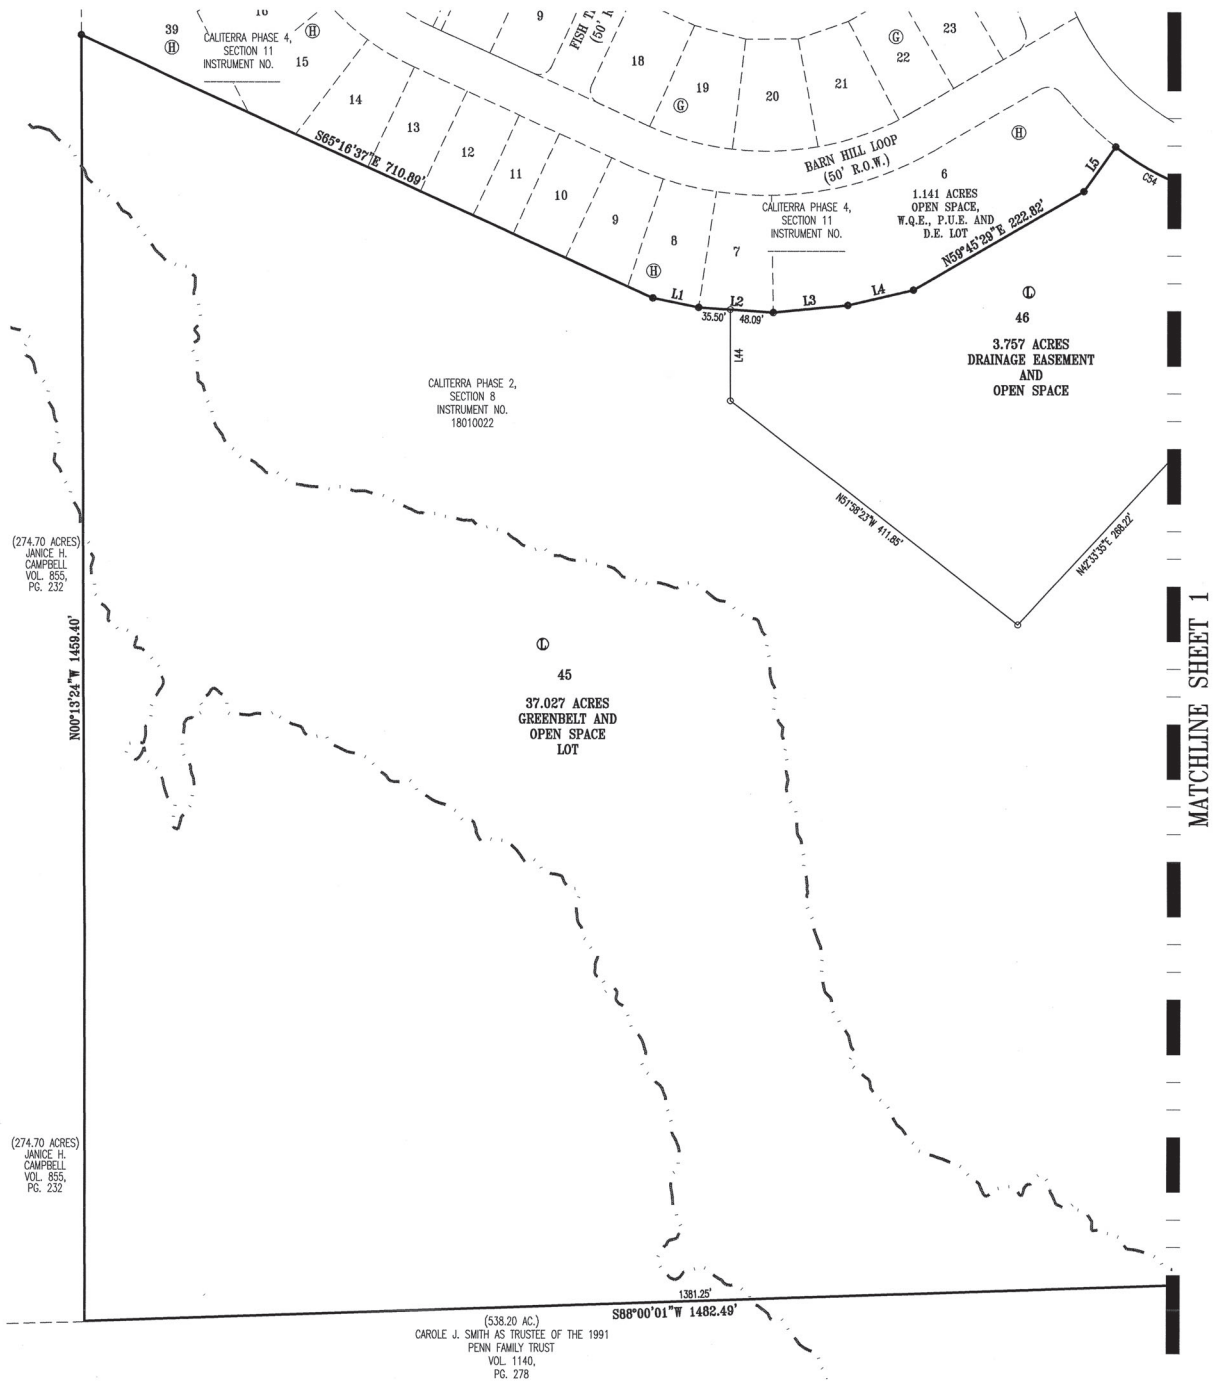 39
Ⓗ
CALITERRA PHASE 4,
SECTION 11
INSTRUMENT NO.
Ⓗ
15
14
13
12
11
10
9
8
Ⓗ
7
9
FISH
(50'
18
19
Ⓖ
20
21
Ⓖ
22
23
BARN HILL LOOP
(50' R.O.W.)
Ⓗ
6
1.141 ACRES
OPEN SPACE,
W.Q.E., P.U.E. AND
D.E. LOT
CALITERRA PHASE 4,
SECTION 11
INSTRUMENT NO.
S65°16'37"E 710.89'
L1
L2
35.50'
48.09'
L3
L4
N59°45'29"E 222.82'
L5
C54
L44
Ⓛ
46
3.757 ACRES
DRAINAGE EASEMENT
AND
OPEN SPACE
CALITERRA PHASE 2,
SECTION 8
INSTRUMENT NO.
18010022
N51°58'23"W 411.85'
N42°33'35"E 268.22'
(274.70 ACRES)
JANICE H.
CAMPBELL
VOL. 855,
PG. 232
N00°13'24"W 1459.40'
Ⓛ
45
37.027 ACRES
GREENBELT AND
OPEN SPACE
LOT
MATCHLINE SHEET 1
(274.70 ACRES)
JANICE H.
CAMPBELL
VOL. 855,
PG. 232
1381.25'
S88°00'01"W 1482.49'
(538.20 AC.)
CAROLE J. SMITH AS TRUSTEE OF THE 1991
PENN FAMILY TRUST
VOL. 1140,
PG. 278